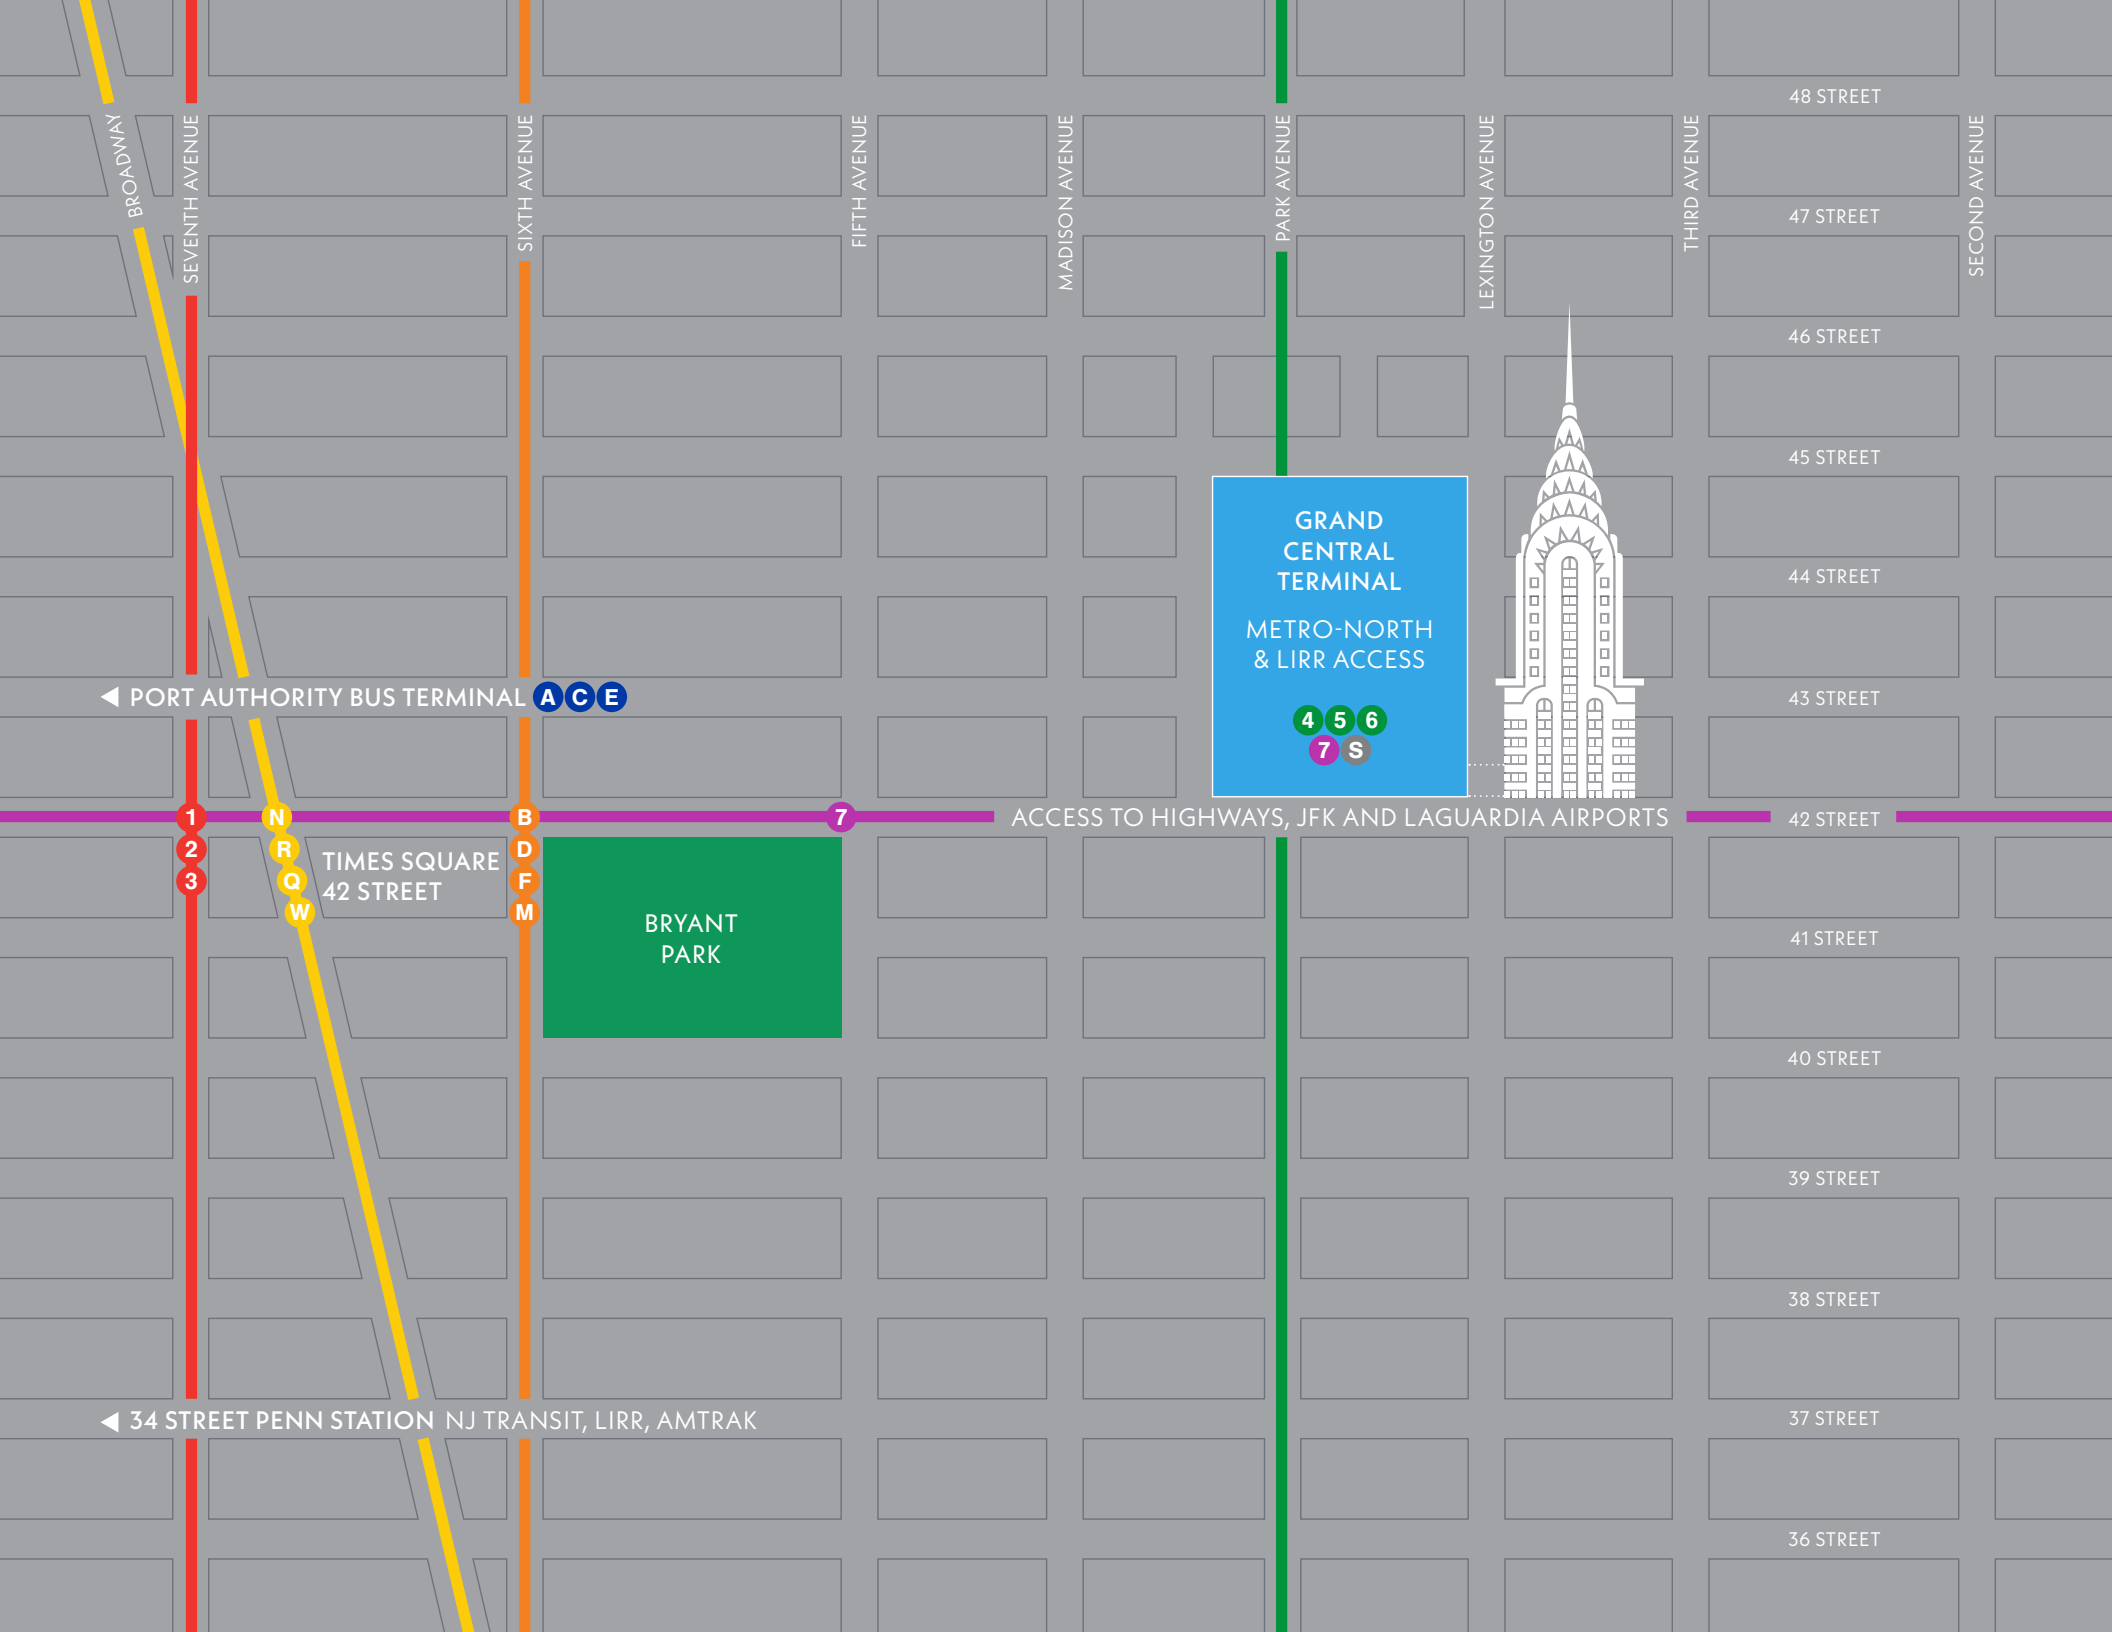 BROADWAY
SEVENTH AVENUE
SIXTH AVENUE
FIFTH AVENUE
MADISON AVENUE
PARK AVENUE
LEXINGTON AVENUE
THIRD AVENUE
SECOND AVENUE
48 STREET
47 STREET
46 STREET
45 STREET
44 STREET
43 STREET
GRAND
CENTRAL
TERMINAL
METRO-NORTH
& LIRR ACCESS
4 5 6
7 S
PORT AUTHORITY BUS TERMINAL A C E
1
2
3
N
R
Q
W
TIMES SQUARE
42 STREET
B
D
F
M
7
ACCESS TO HIGHWAYS, JFK AND LAGUARDIA AIRPORTS
42 STREET
BRYANT
PARK
41 STREET
40 STREET
39 STREET
38 STREET
34 STREET PENN STATION NJ TRANSIT, LIRR, AMTRAK
37 STREET
36 STREET